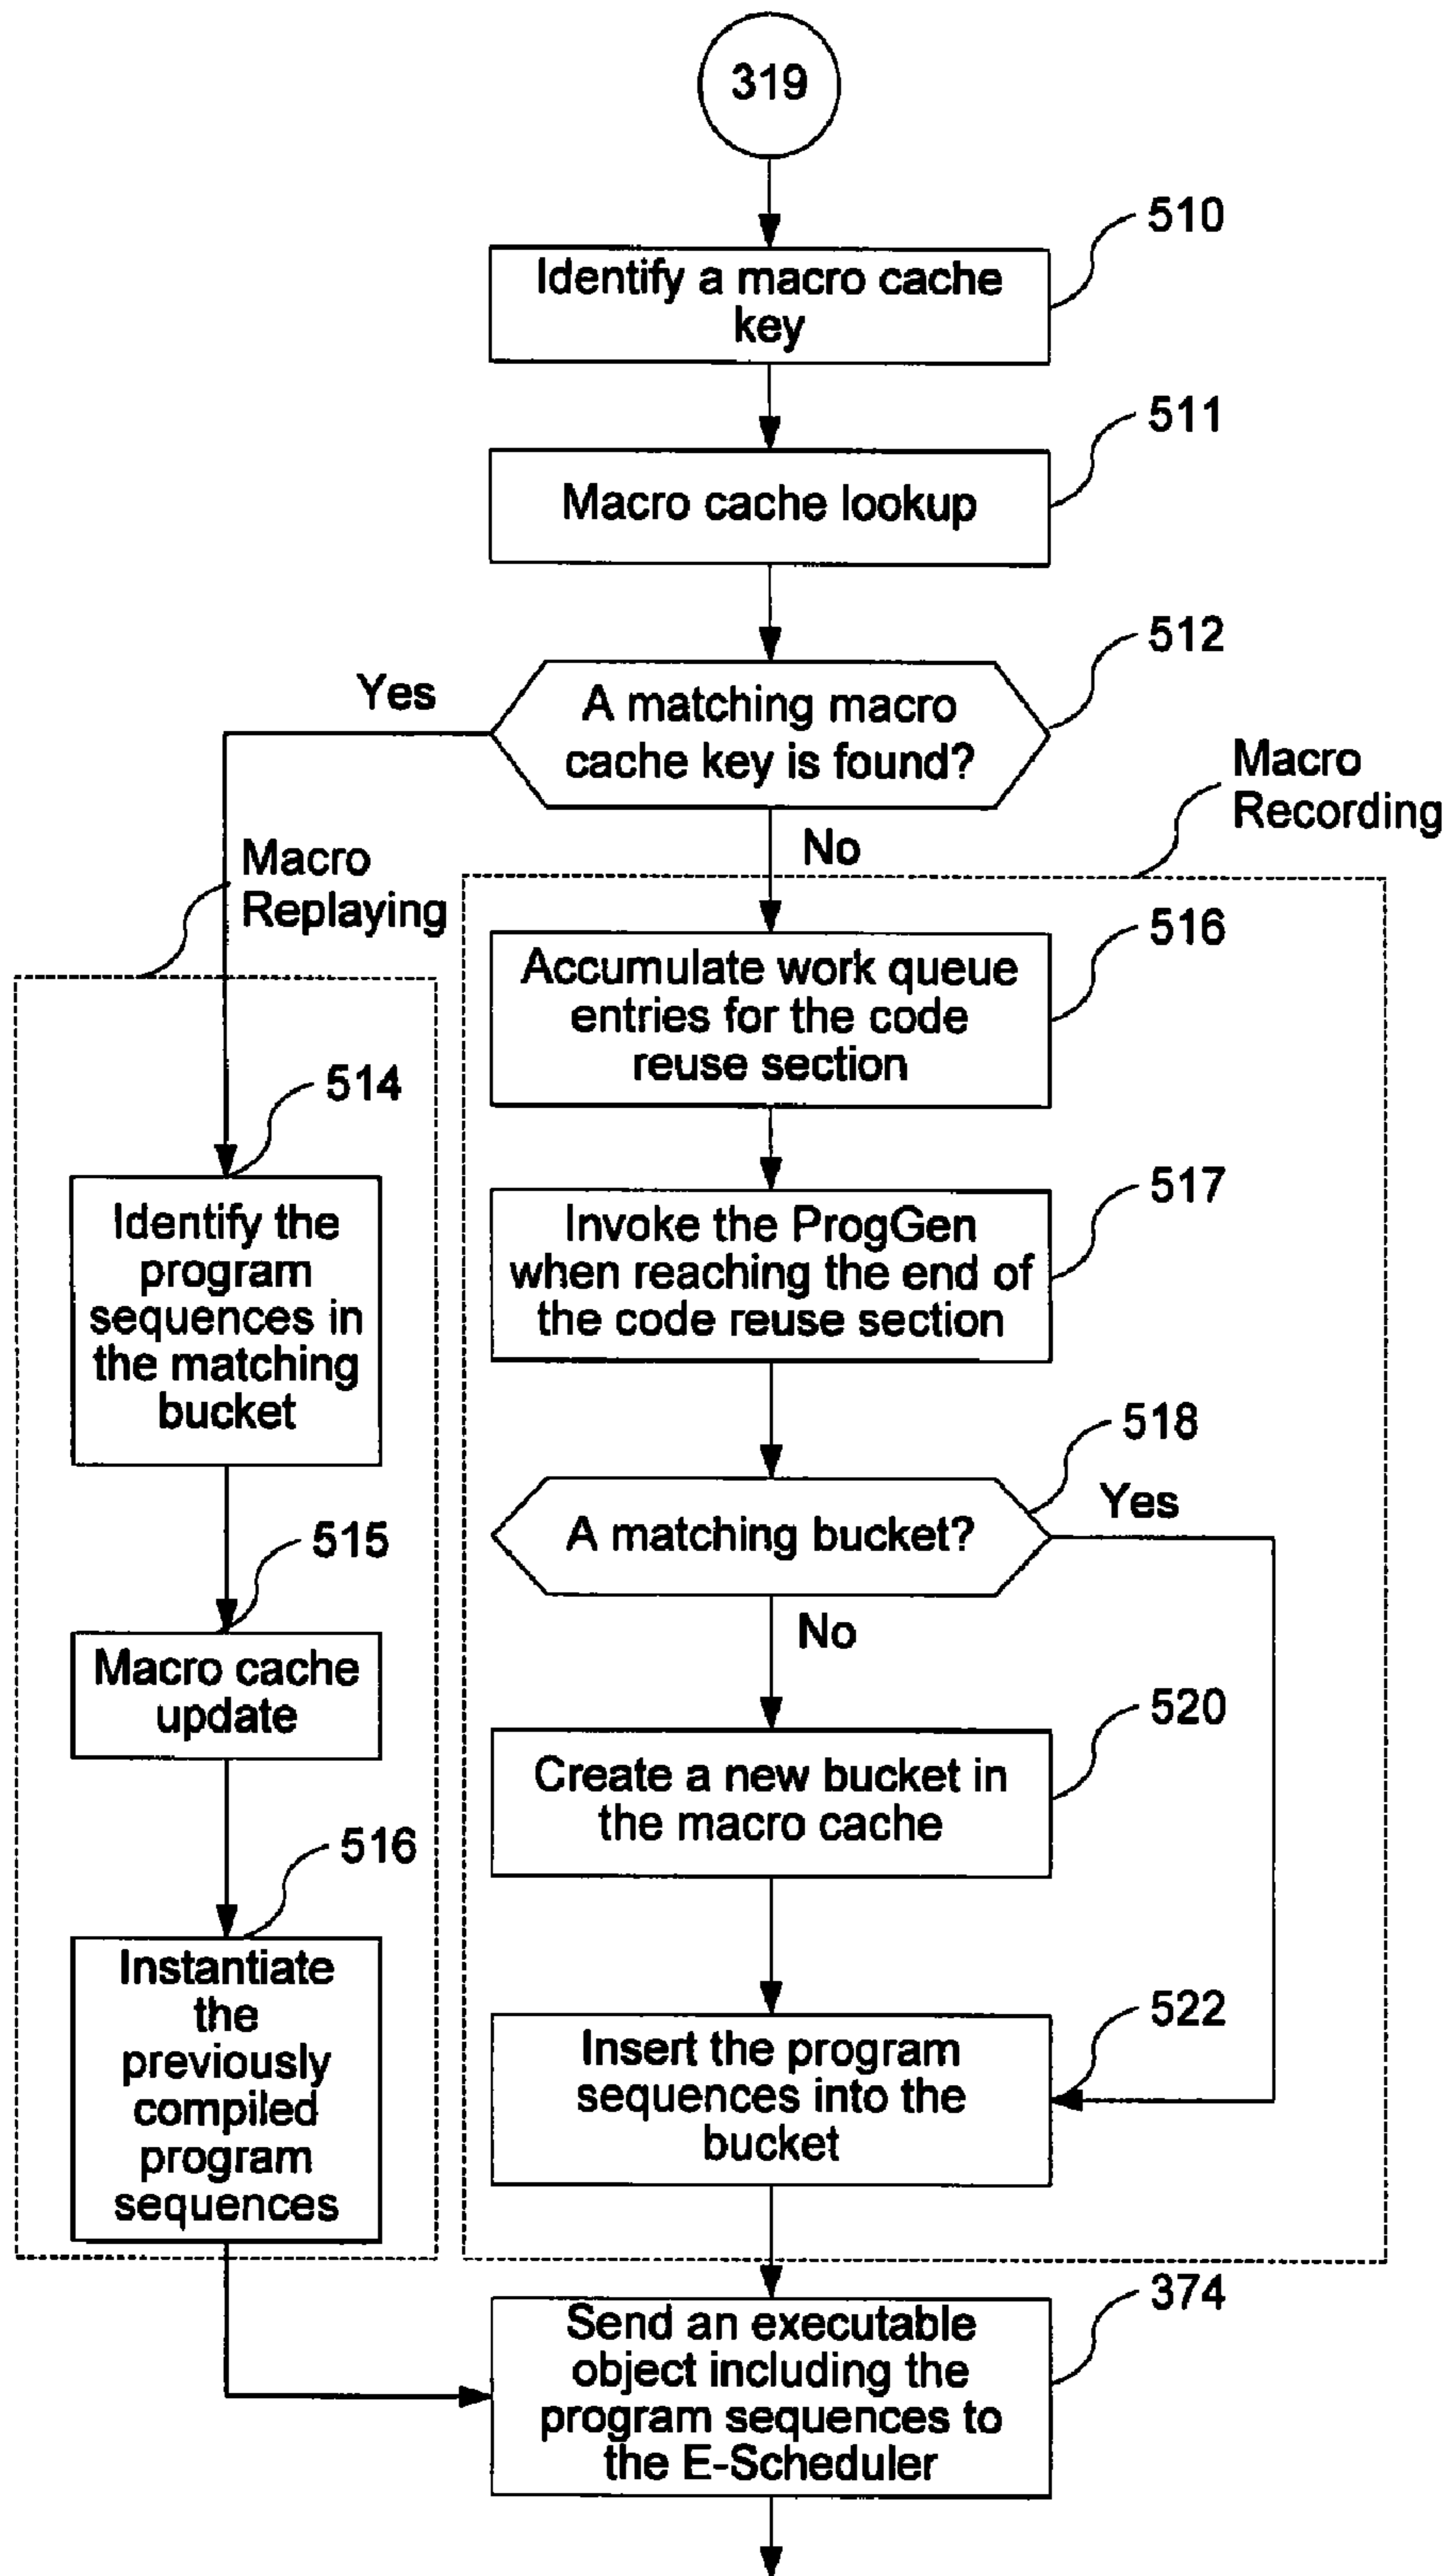 319
510
Identify a macro cache
key
511
Macro cache lookup
512
Yes
A matching macro
cache key is found?
Macro
Recording
No
Macro
Replaying
516
Accumulate work queue
entries for the code
reuse section
514
Identify the
program
sequences in
the matching
bucket
517
Invoke the ProgGen
when reaching the end of
the code reuse section
518
Yes
A matching bucket?
No
515
Macro cache
update
520
Create a new bucket in
the macro cache
516
Instantiate
the
previously
compiled
program
sequences
522
Insert the program
sequences into the
bucket
374
Send an executable
object including the
program sequences to
the E-Scheduler